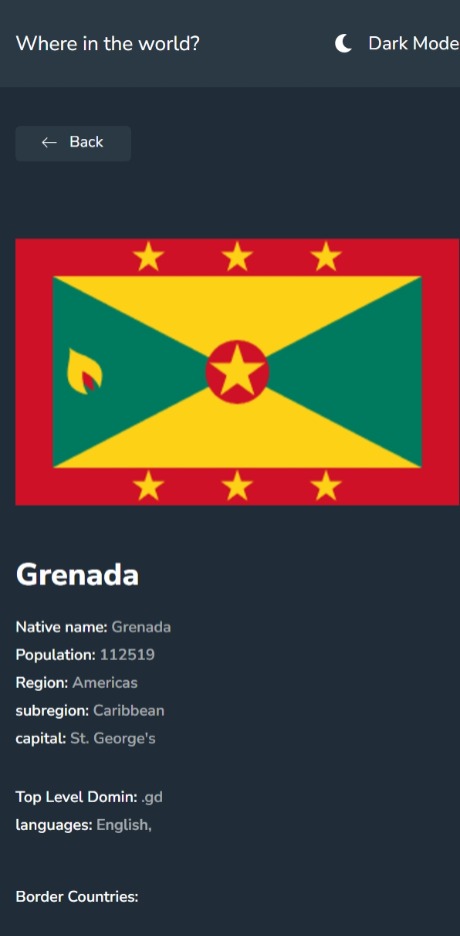 Where in the world?
Dark Mode
Back
Grenada
Native name: Grenada
Population: 112519
Region: Americas
subregion: Caribbean
capital: St. George's
Top Level Domin: .gd
languages: English,
Border Countries: